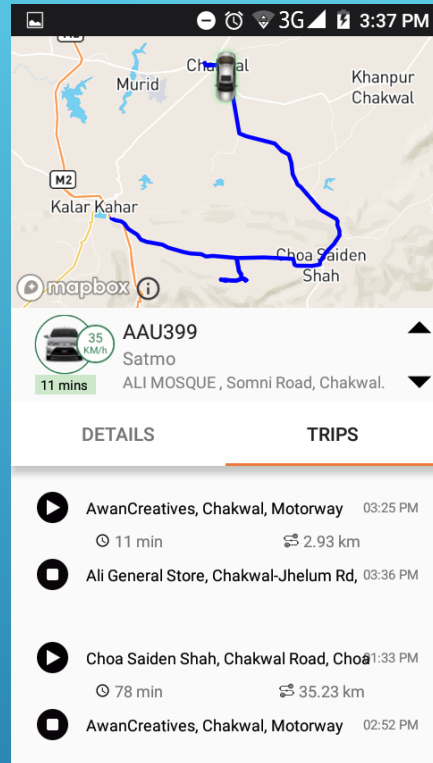 3G 3:37 PM
Murid
Khanpur
Chakwal
M2
Kalar Kahar
Choa Saiden
Shah
mapbox
35
KM/h
AAU399
Satmo
11 mins
ALI MOSQUE , Somni Road, Chakwal.
DETAILS TRIPS
AwanCreatives, Chakwal, Motorway 03:25 PM
11 min 2.93 km
Ali General Store, Chakwal-Jhelum Rd, 03:36 PM
Choa Saiden Shah, Chakwal Road, Choa 01:33 PM
78 min 35.23 km
AwanCreatives, Chakwal, Motorway 02:52 PM